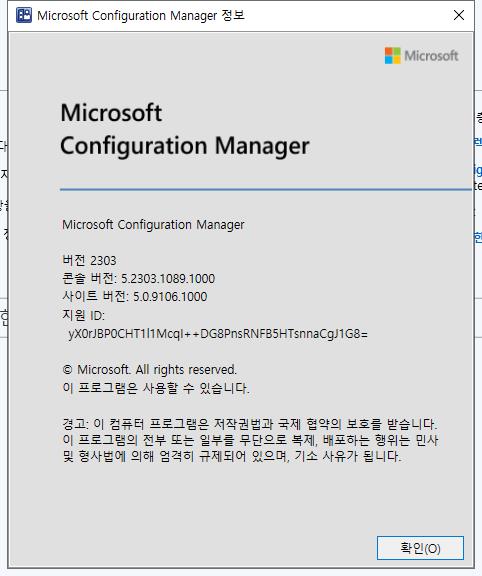 Microsoft Configuration Manager 정보
Microsoft
Microsoft
Configuration Manager
Microsoft Configuration Manager
버전 2303
콘솔 버전: 5.2303.1089.1000
사이트 버전: 5.0.9106.1000
지원 ID:
yX0rJBP0CHT1l1McqI++DG8PnsRNFB5HTsnnaCgJ1G8=
© Microsoft. All rights reserved.
이 프로그램은 사용할 수 있습니다.
경고: 이 컴퓨터 프로그램은 저작권법과 국제 협약의 보호를 받습니다.
이 프로그램의 전부 또는 일부를 무단으로 복제, 배포하는 행위는 민사
및 형사법에 의해 엄격히 규제되어 있으며, 기소 사유가 됩니다.
확인(O)